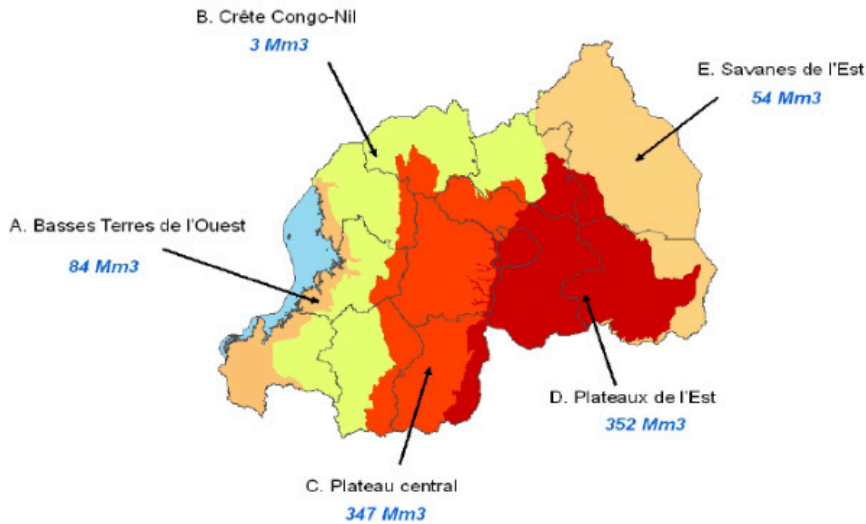 B. Crête Congo-Nil
3 Mm3
E. Savanes de l'Est
54 Mm3
A. Basses Terres de l'Ouest
84 Mm3
D. Plateaux de l'Est
352 Mm3
C. Plateau central
347 Mm3